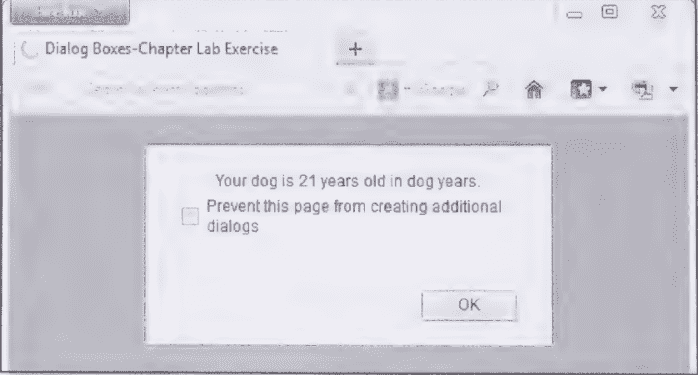 Dialog Boxes-Chapter Lab Exercise
Your dog is 21 years old in dog years.
Prevent this page from creating additional
dialogs
OK